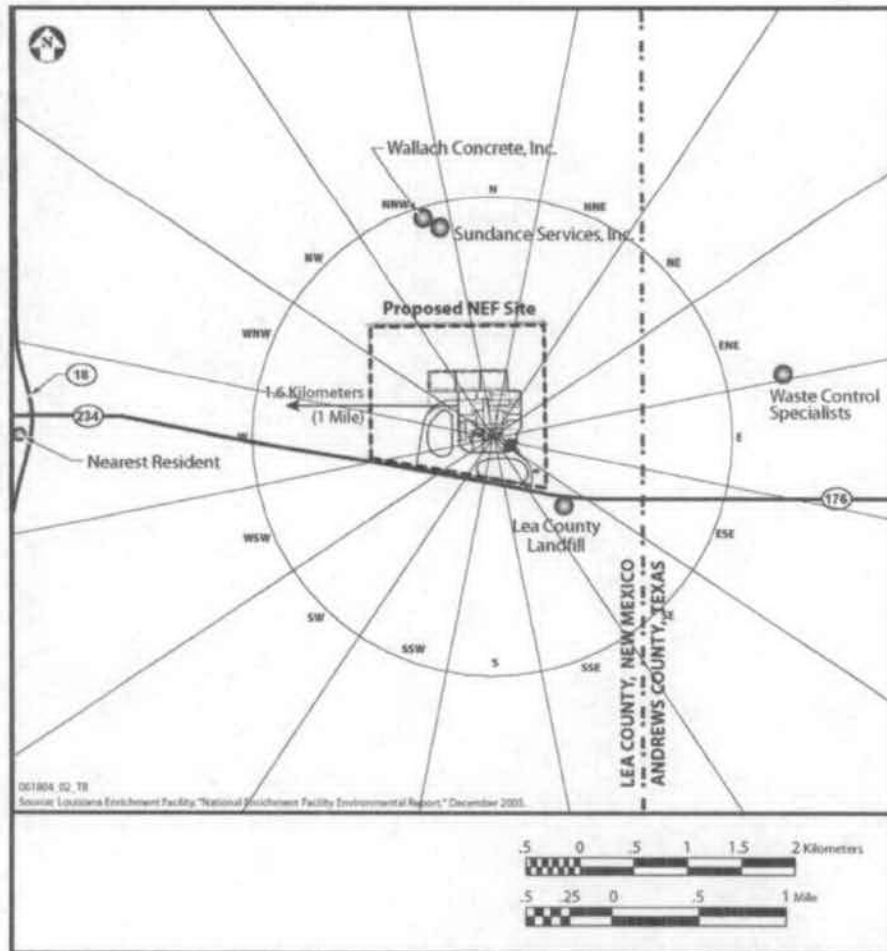 N
Wallach Concrete, Inc.
NNW
N
NNE
Sundance Services, Inc.
NW
NE
Proposed NEF Site
WNW
ENE
18
1.6 Kilometers
(1 Mile)
Waste Control
Specialists
234
W
E
Nearest Resident
176
Lea County
Landfill
ESE
WSW
SE
SW
SSW
S
SSE
LEA COUNTY, NEW MEXICO
ANDREWS COUNTY, TEXAS
061804_02_TB
Source: Louisiana Enrichment Facility, "National Enrichment Facility Environmental Report," December 2003.
.5 0 .5 1 1.5 2 Kilometers
.5 .25 0 .5 1 Mile